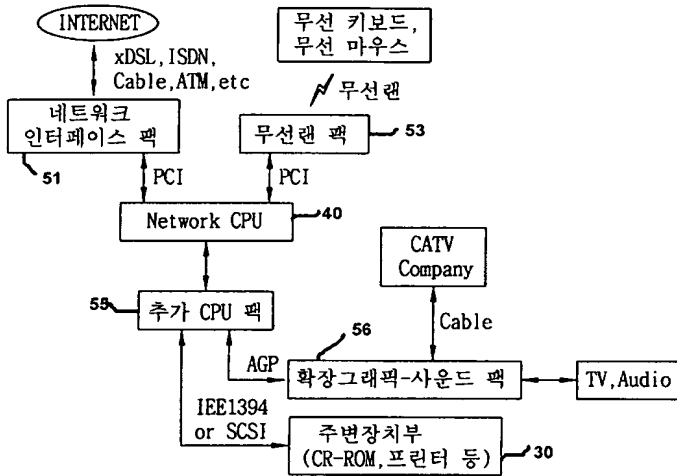 INTERNET
무선 키보드,
무선 마우스
xDSL,ISDN,
Cable,ATM,etc
무선랜
네트워크
인터페이스 팩
51
무선랜 팩
53
PCI
PCI
Network CPU
40
CATV
Company
55
추가 CPU 팩
Cable
56
AGP
확장그래픽-사운드 팩
TV,Audio
IEE1394
or SCSI
주변장치부
(CR-ROM,프린터 등)
30